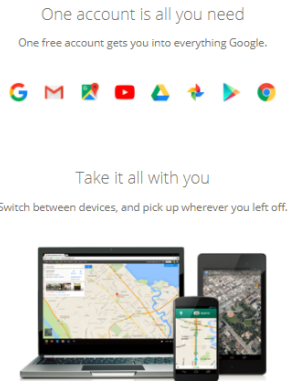 One account is all you need
One free account gets you into everything Google.
Take it all with you
Switch between devices, and pick up wherever you left off.